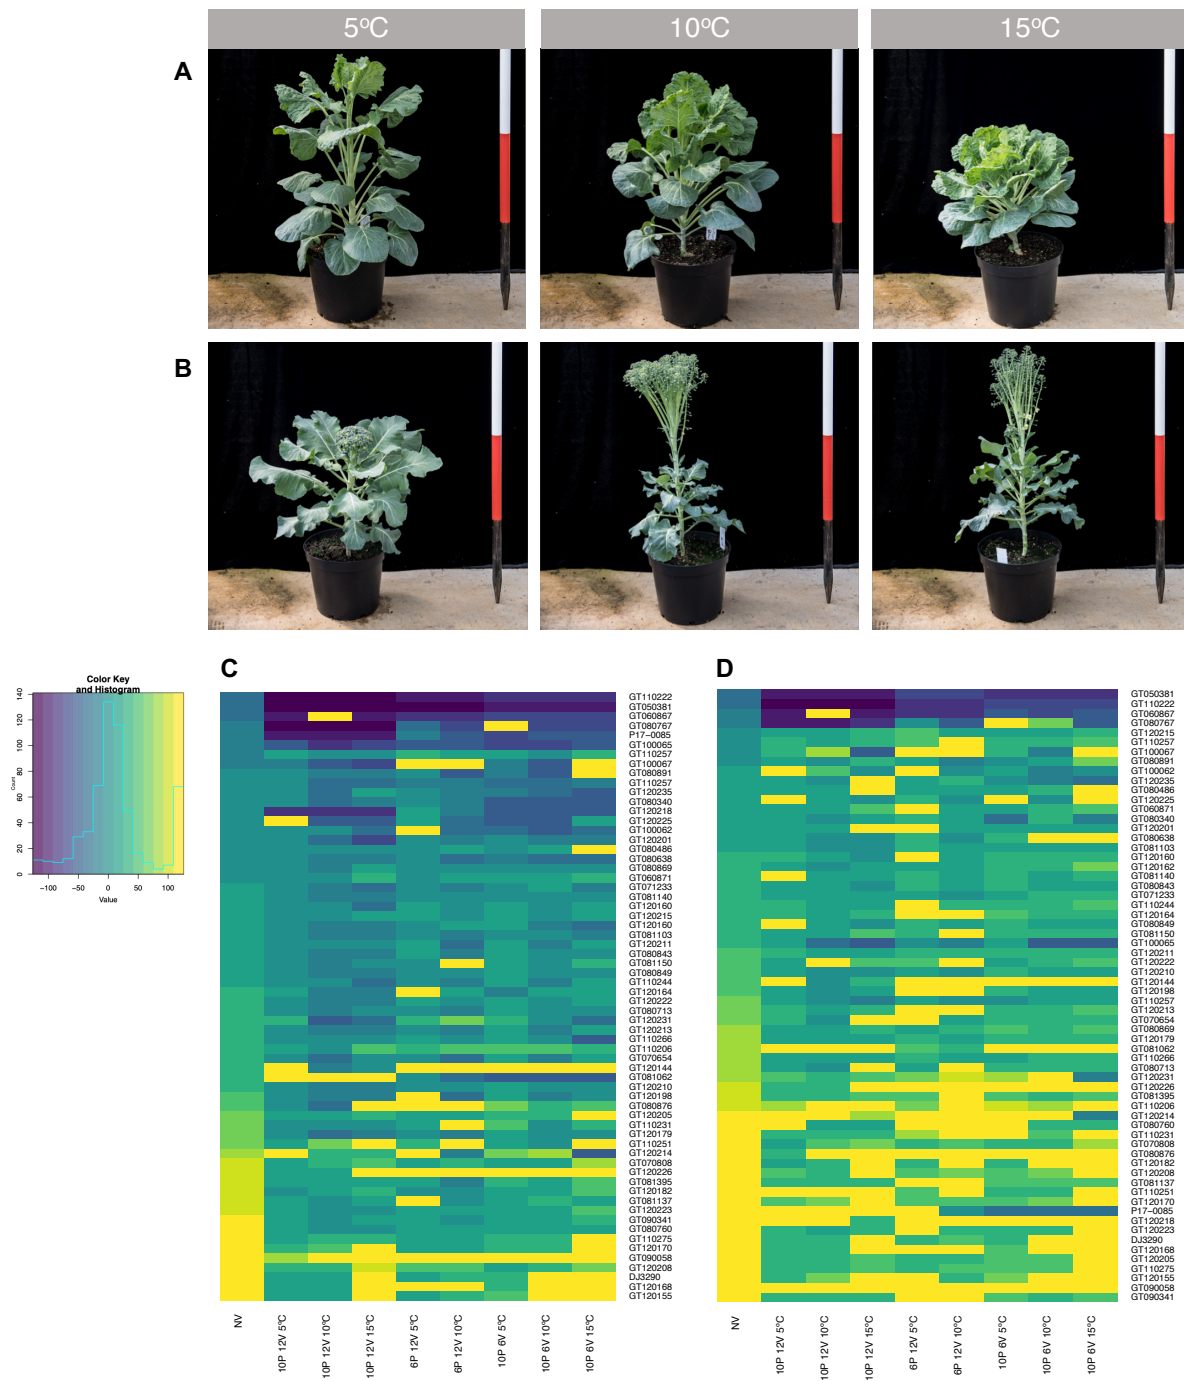 5ºC
10ºC
15ºC
A
B
C
D
Color Key
and Histogram
Count
0
20
40
60
80
100
120
140
−100
−50
0
50
100
Value
GT110222
GT050381
GT060867
GT080767
P17−0085
GT100065
GT110257
GT100067
GT080891
GT110257
GT120235
GT080340
GT120218
GT120225
GT100062
GT120201
GT080486
GT080638
GT080869
GT060871
GT071233
GT081140
GT120160
GT120215
GT120160
GT081103
GT120211
GT080843
GT081150
GT080849
GT110244
GT120164
GT120222
GT080713
GT120231
GT120213
GT110266
GT110206
GT070654
GT120144
GT081062
GT120210
GT120198
GT080876
GT120205
GT110231
GT120179
GT110251
GT120214
GT070808
GT120226
GT081395
GT120182
GT081137
GT120223
GT090341
GT080760
GT110275
GT120170
GT090058
GT120208
DJ3290
GT120168
GT120155
NV
10P 12V 5ºC
10P 12V 10ºC
10P 12V 15ºC
6P 12V 5ºC
6P 12V 10ºC
10P 6V 5ºC
10P 6V 10ºC
10P 6V 15ºC
GT050381
GT110222
GT060867
GT080767
GT120215
GT110257
GT100067
GT080891
GT100062
GT120235
GT080486
GT120225
GT060871
GT080340
GT120201
GT080638
GT081103
GT120160
GT120162
GT081140
GT080843
GT071233
GT110244
GT120164
GT080849
GT081150
GT100065
GT120211
GT120222
GT120210
GT120144
GT120198
GT110257
GT120213
GT070654
GT080869
GT120179
GT081062
GT110266
GT080713
GT120231
GT120226
GT081395
GT110206
GT120214
GT080760
GT110231
GT070808
GT080876
GT120182
GT120208
GT081137
GT110251
GT120170
P17−0085
GT120218
GT120223
DJ3290
GT120168
GT120205
GT110275
GT120155
GT090058
GT090341
NV
10P 12V 5ºC
10P 12V 10ºC
10P 12V 15ºC
6P 12V 5ºC
6P 12V 10ºC
10P 6V 5ºC
10P 6V 10ºC
10P 6V 15ºC